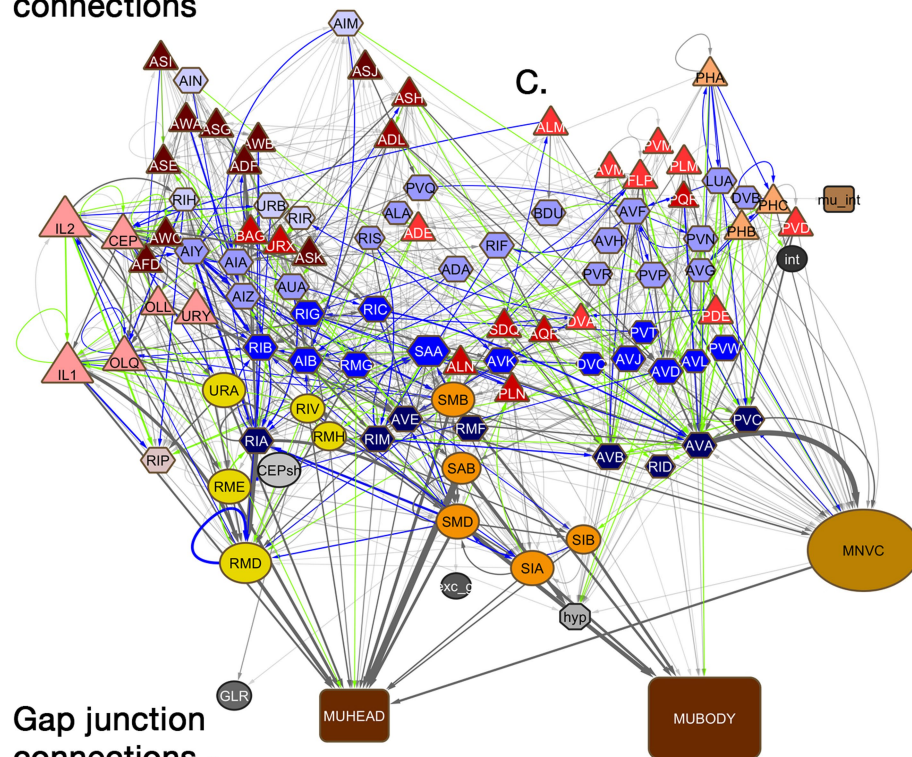 connections
AIM
C.
ASI
AIN
ASJ
PHA
ASH
AWA
ASG
ALM
AWB
ADL
PVM
ASE
ADF
AVM
PLM
FLP
LUA
PVQ
RIH
URB
PQR
DVB
PHC
mu_int
IL2
CEP
RIR
ALA
BDU
AVF
PHB
PVD
AWC
BAG
URX
RIS
ADE
RIF
AVH
PVN
AFD
AIY
AIA
ASK
ADA
PVR
PVP
AVG
int
AIZ
AUA
OLL
URY
RIG
RIC
SDQ
AQR
DVA
PDE
PVT
IL1
OLQ
RIB
AIB
RMG
SAA
ALN
AVK
DVC
AVJ
AVD
AVL
PVW
URA
PLN
SMB
RIV
AVE
RMF
PVC
RMH
RIA
RIM
AVA
RIP
CEPsh
SAB
AVB
RID
RME
SMD
SIB
MNVC
RMD
SIA
exc_g
hyp
GLR
MUHEAD
MUBODY
Gap junction
connections